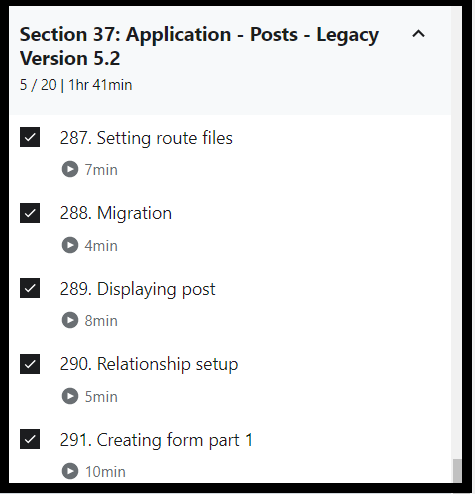 Section 37: Application - Posts - Legacy
Version 5.2
5 / 20 | 1hr 41min
287. Setting route files
7min
288. Migration
4min
289. Displaying post
8min
290. Relationship setup
5min
291. Creating form part 1
10min